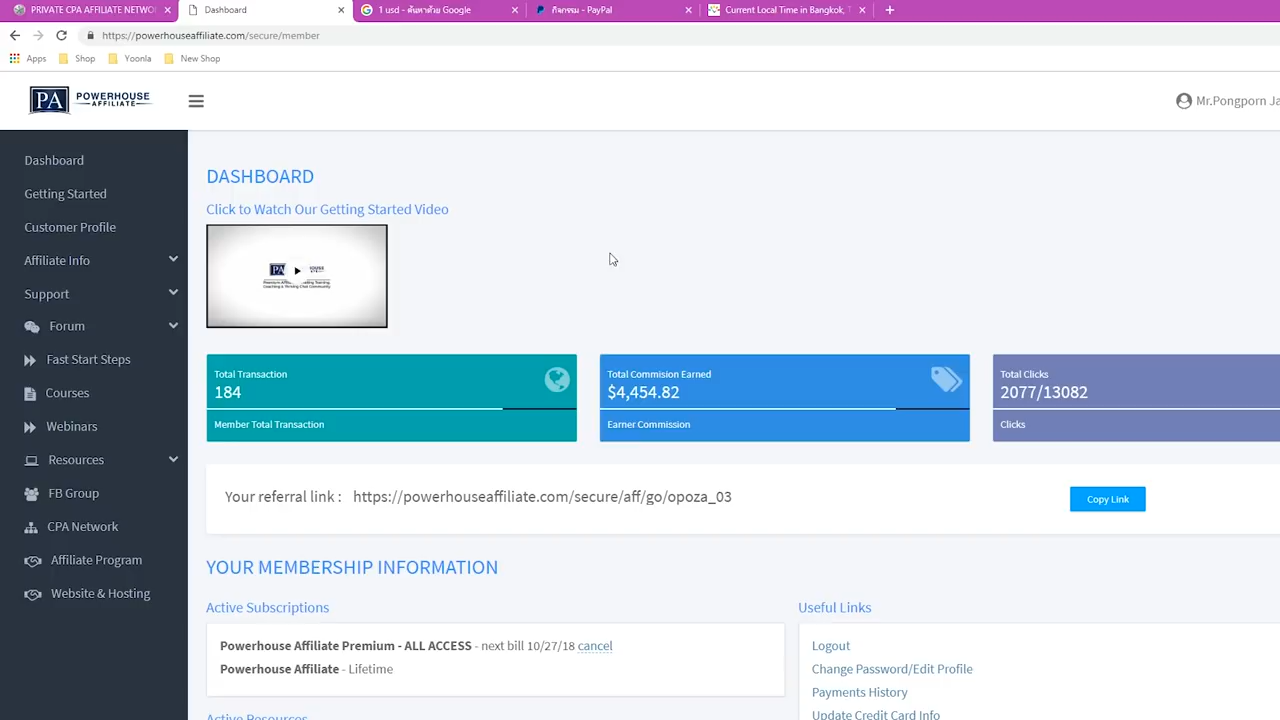 PRIVATE CPA AFFILIATE NETWO
Dashboard
1 usd - ค้นหาด้วย Google
กิจกรรม - PayPal
Current Local Time in Bangkok, T
https://powerhouseaffiliate.com/secure/member
Apps
Shop
Yoonla
New Shop
PA POWERHOUSE
AFFILIATE
Mr.Pongporn Ja
Dashboard
Getting Started
Customer Profile
Affiliate Info
Support
Forum
Fast Start Steps
Courses
Webinars
Resources
FB Group
CPA Network
Affiliate Program
Website & Hosting
DASHBOARD
Click to Watch Our Getting Started Video
PA
Total Transaction
184
Member Total Transaction
Total Commision Earned
$4,454.82
Earner Commission
Total Clicks
2077/13082
Clicks
Your referral link : https://powerhouseaffiliate.com/secure/aff/go/opoza_03
Copy Link
YOUR MEMBERSHIP INFORMATION
Active Subscriptions
Powerhouse Affiliate Premium - ALL ACCESS - next bill 10/27/18 cancel
Powerhouse Affiliate - Lifetime
Active Resources
Useful Links
Logout
Change Password/Edit Profile
Payments History
Update Credit Card Info